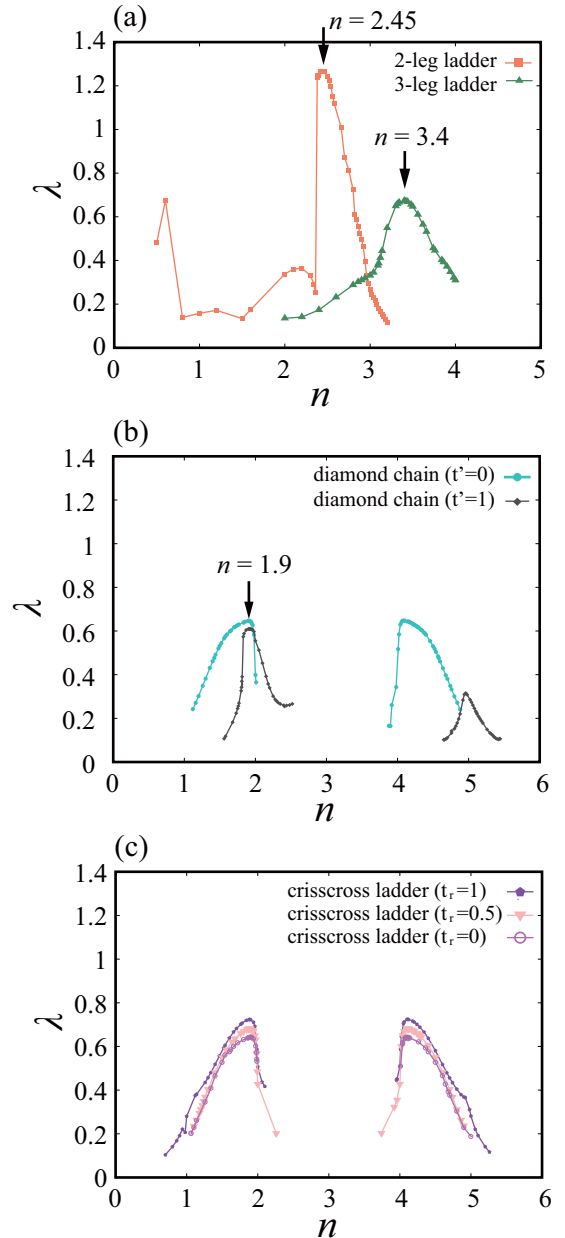 (a)
n = 2.45
1.4
2-leg ladder
1.2
3-leg ladder
1
n = 3.4
0.8
λ
0.6
0.4
0.2
0
0 1 2 3 4 5
n
(b)
1.4
diamond chain (t'=0)
1.2
diamond chain (t'=1)
1
n = 1.9
0.8
λ
0.6
0.4
0.2
0
0 1 2 3 4 5 6
n
(c)
1.4
crisscross ladder (tᵣ=1)
1.2
crisscross ladder (tᵣ=0.5)
crisscross ladder (tᵣ=0)
1
0.8
λ
0.6
0.4
0.2
0
0 1 2 3 4 5 6
n